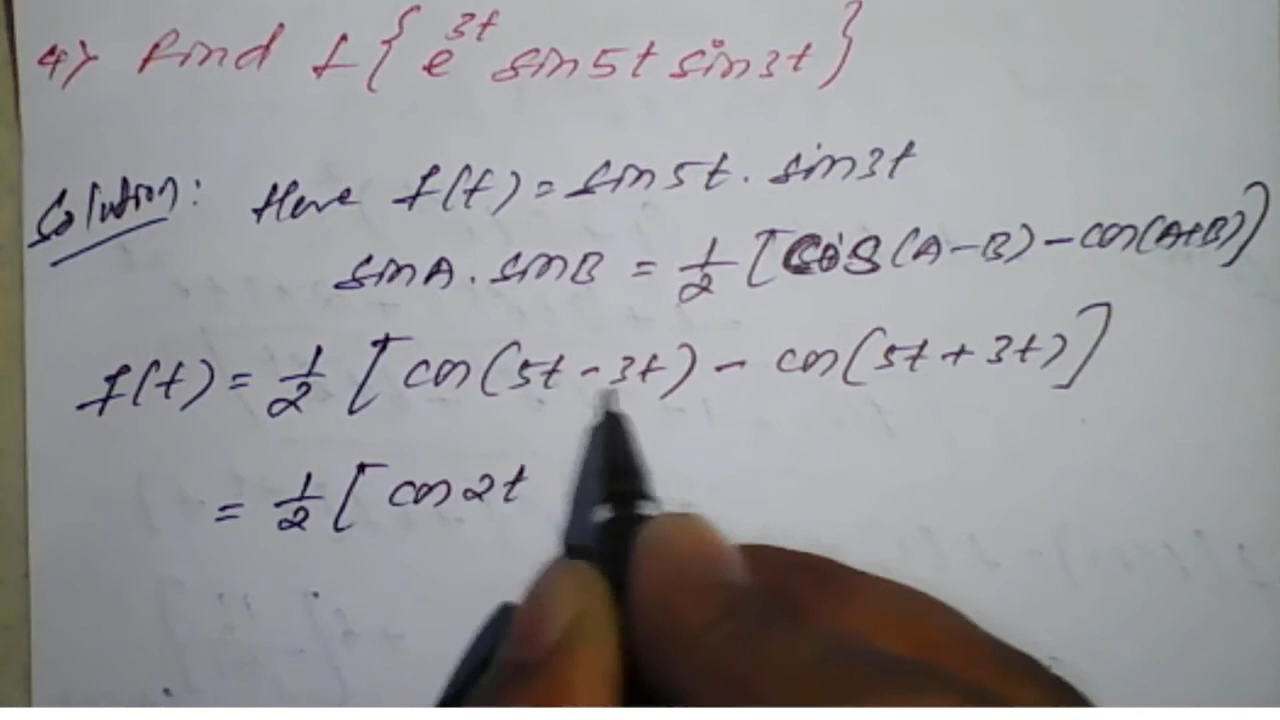 4) Find L{e^3t sin5t sin3t}
Solution: Here f(t) = sin5t . sin3t
sinA . sinB = 1/2 [cos(A-B) - cos(A+B)]
f(t) = 1/2 [cos(5t-3t) - cos(5t+3t)]
= 1/2 [cos2t